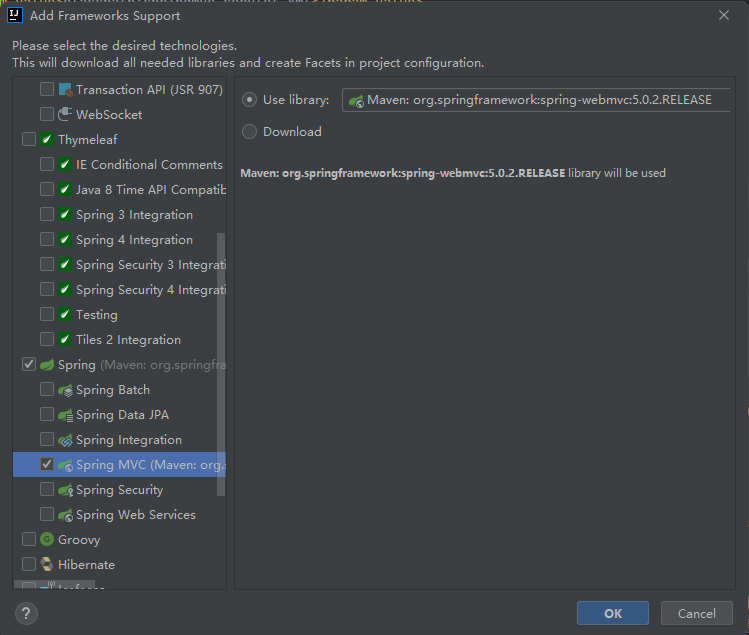 Add Frameworks Support
Please select the desired technologies.
This will download all needed libraries and create Facets in project configuration.
Transaction API (JSR 907)
WebSocket
Thymeleaf
IE Conditional Comments
Java 8 Time API Compatib
Spring 3 Integration
Spring 4 Integration
Spring Security 3 Integrati
Spring Security 4 Integrati
Testing
Tiles 2 Integration
Spring (Maven: org.springfra
Spring Batch
Spring Data JPA
Spring Integration
Spring MVC (Maven: org.s
Spring Security
Spring Web Services
Groovy
Hibernate
Use library:
Maven: org.springframework:spring-webmvc:5.0.2.RELEASE
Download
Maven: org.springframework:spring-webmvc:5.0.2.RELEASE library will be used
?
OK
Cancel